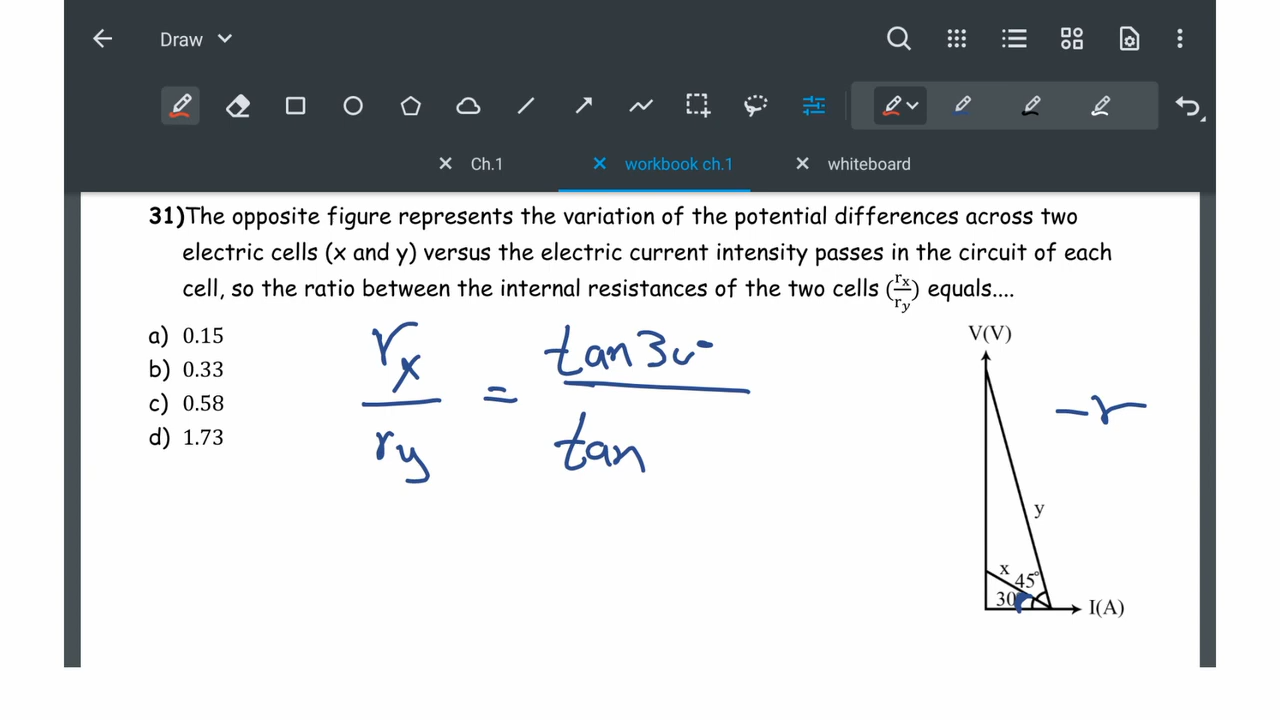 Draw
Ch.1
workbook ch.1
whiteboard
31)The opposite figure represents the variation of the potential differences across two
electric cells (x and y) versus the electric current intensity passes in the circuit of each
cell, so the ratio between the internal resistances of the two cells (rx/ry) equals....
a) 0.15
b) 0.33
c) 0.58
d) 1.73
rx/ry = tan30°/tan
V(V)
-r
y
x
45°
30
I(A)